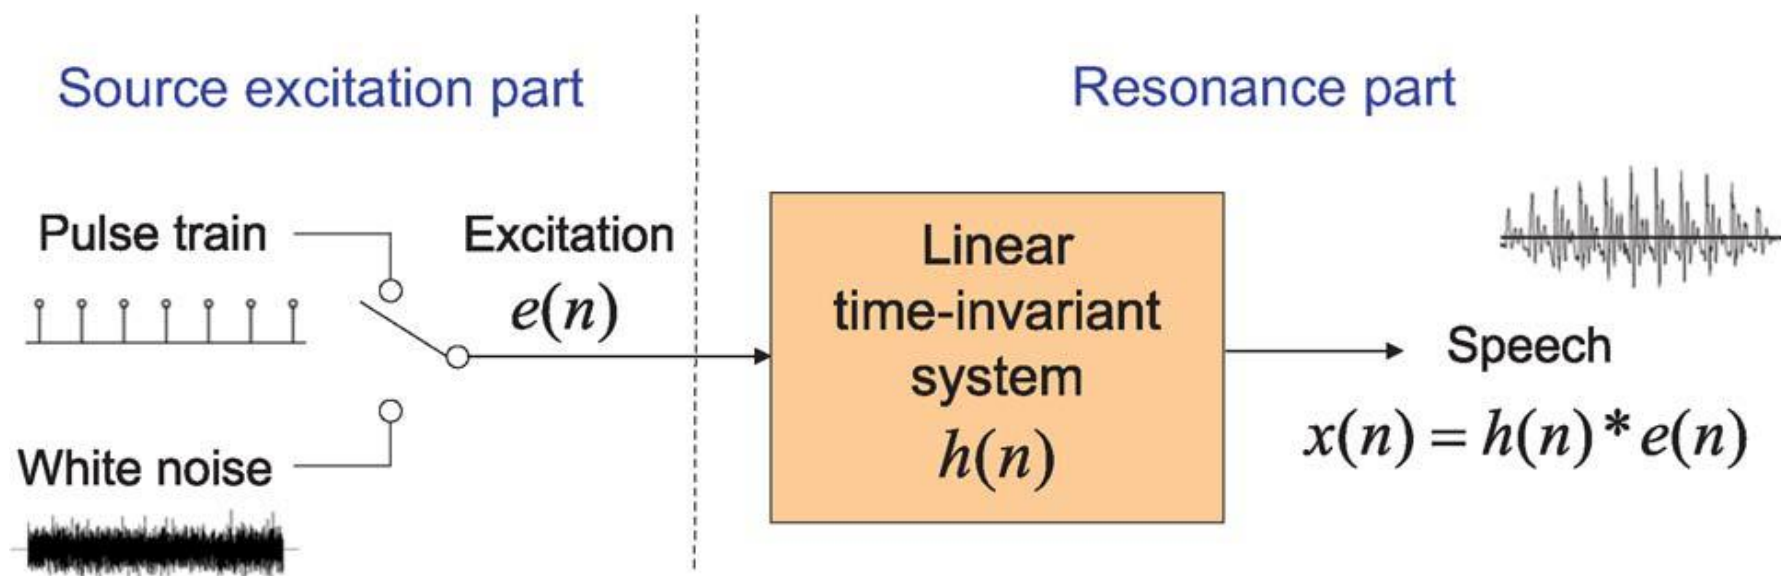 Source excitation part
Resonance part
Pulse train
Excitation
e(n)
White noise
Linear
time-invariant
system
h(n)
Speech
x(n) = h(n) * e(n)